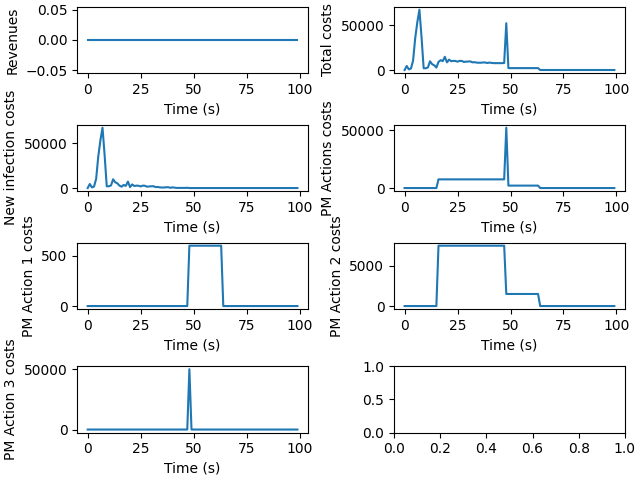 Revenues
0.05
0.00
−0.05
0 25 50 75 100
Time (s)
Total costs
50000
0
0 25 50 75 100
Time (s)
New infection costs
50000
0
0 25 50 75 100
Time (s)
PM Actions costs
50000
0
0 25 50 75 100
Time (s)
PM Action 1 costs
500
0
0 25 50 75 100
Time (s)
PM Action 2 costs
5000
0
0 25 50 75 100
Time (s)
PM Action 3 costs
50000
0
0 25 50 75 100
Time (s)
1.0
0.5
0.0
0.0 0.2 0.4 0.6 0.8 1.0